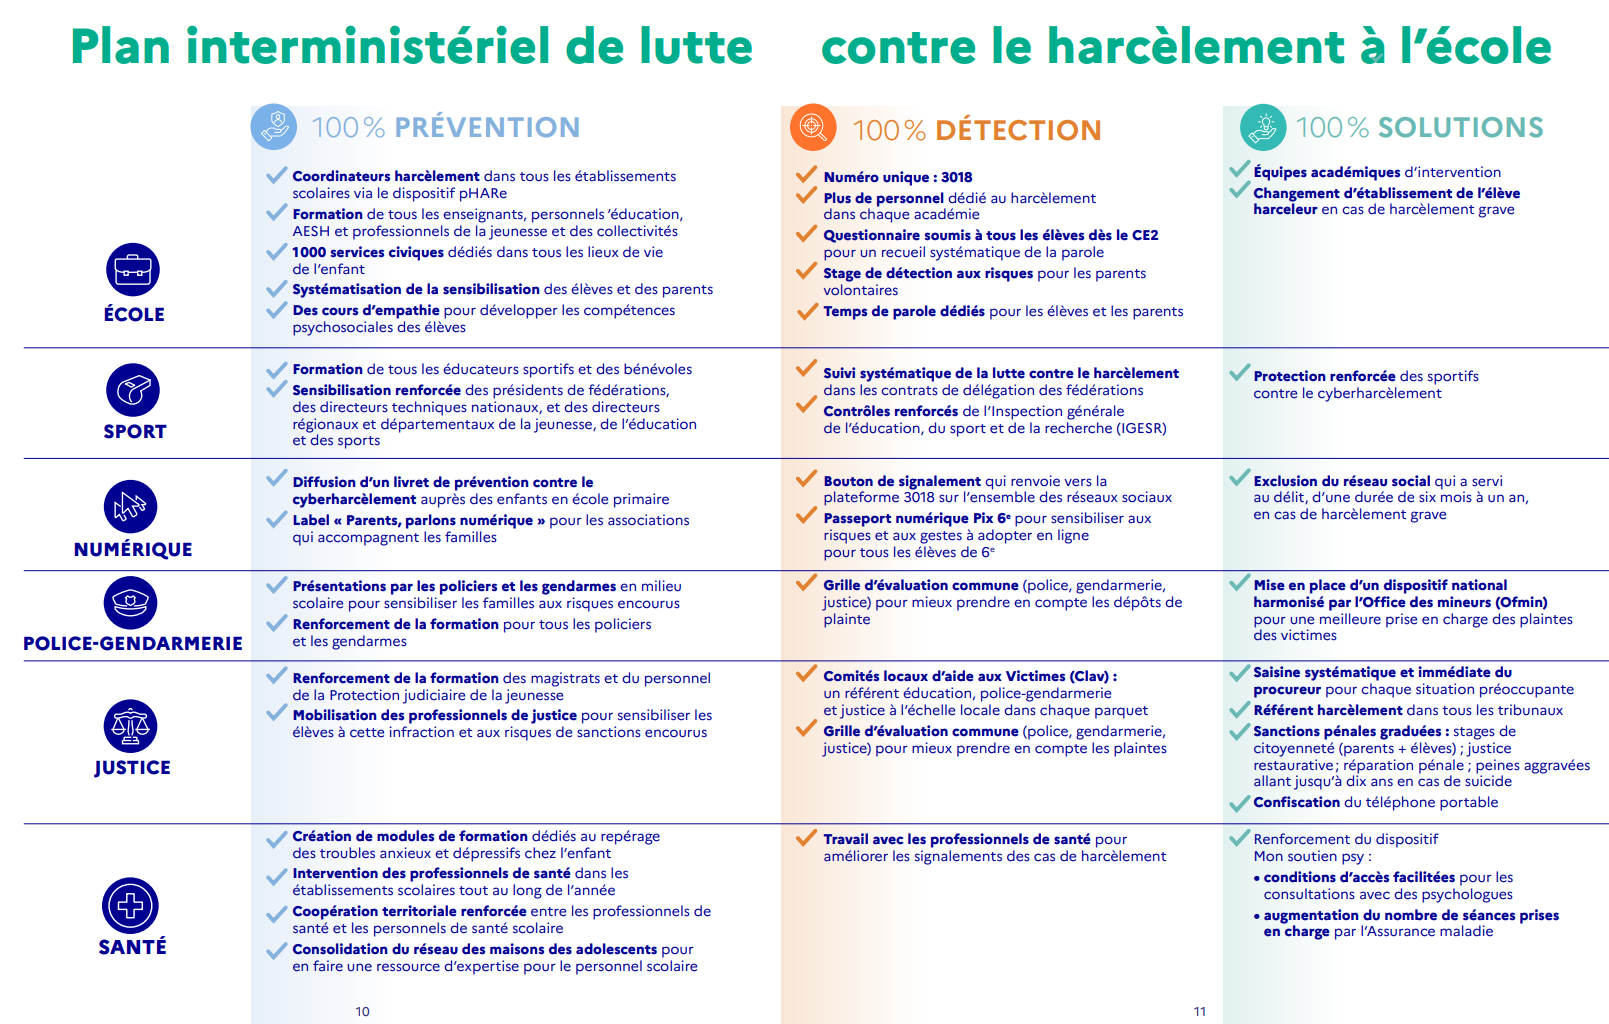 Plan interministériel de lutte contre le harcèlement à l’école
100% PRÉVENTION
100% DÉTECTION
100% SOLUTIONS
ÉCOLE
Coordinateurs harcèlement dans tous les établissements
scolaires via le dispositif pHARe
Formation de tous les enseignants, personnels ’éducation,
AESH et professionnels de la jeunesse et des collectivités
1000 services civiques dédiés dans tous les lieux de vie
de l’enfant
Systématisation de la sensibilisation des élèves et des parents
Des cours d’empathie pour développer les compétences
psychosociales des élèves
Numéro unique : 3018
Plus de personnel dédié au harcèlement
dans chaque académie
Questionnaire soumis à tous les élèves dès le CE2
pour un recueil systématique de la parole
Stage de détection aux risques pour les parents
volontaires
Temps de parole dédiés pour les élèves et les parents
Équipes académiques d’intervention
Changement d’établissement de l’élève
harceleur en cas de harcèlement grave
SPORT
Formation de tous les éducateurs sportifs et des bénévoles
Sensibilisation renforcée des présidents de fédérations,
des directeurs techniques nationaux, et des directeurs
régionaux et départementaux de la jeunesse, de l’éducation
et des sports
Suivi systématique de la lutte contre le harcèlement
dans les contrats de délégation des fédérations
Contrôles renforcés de l’Inspection générale
de l’éducation, du sport et de la recherche (IGESR)
Protection renforcée des sportifs
contre le cyberharcèlement
NUMÉRIQUE
Diffusion d’un livret de prévention contre le
cyberharcèlement auprès des enfants en école primaire
Label « Parents, parlons numérique » pour les associations
qui accompagnent les familles
Bouton de signalement qui renvoie vers la
plateforme 3018 sur l’ensemble des réseaux sociaux
Passeport numérique Pix 6e pour sensibiliser aux
risques et aux gestes à adopter en ligne
pour tous les élèves de 6e
Exclusion du réseau social qui a servi
au délit, d’une durée de six mois à un an,
en cas de harcèlement grave
POLICE-GENDARMERIE
Présentations par les policiers et les gendarmes en milieu
scolaire pour sensibiliser les familles aux risques encourus
Renforcement de la formation pour tous les policiers
et les gendarmes
Grille d’évaluation commune (police, gendarmerie,
justice) pour mieux prendre en compte les dépôts de
plainte
Mise en place d’un dispositif national
harmonisé par l’Office des mineurs (Ofmin)
pour une meilleure prise en charge des plaintes
des victimes
JUSTICE
Renforcement de la formation des magistrats et du personnel
de la Protection judiciaire de la jeunesse
Mobilisation des professionnels de justice pour sensibiliser les
élèves à cette infraction et aux risques de sanctions encourus
Comités locaux d’aide aux Victimes (Clav) :
un référent éducation, police-gendarmerie
et justice à l’échelle locale dans chaque parquet
Grille d’évaluation commune (police, gendarmerie,
justice) pour mieux prendre en compte les plaintes
Saisine systématique et immédiate du
procureur pour chaque situation préoccupante
Référent harcèlement dans tous les tribunaux
Sanctions pénales graduées : stages de
citoyenneté (parents + élèves) ; justice
restaurative ; réparation pénale ; peines aggravées
allant jusqu’à dix ans en cas de suicide
Confiscation du téléphone portable
SANTÉ
Création de modules de formation dédiés au repérage
des troubles anxieux et dépressifs chez l’enfant
Intervention des professionnels de santé dans les
établissements scolaires tout au long de l’année
Coopération territoriale renforcée entre les professionnels de
santé et les personnels de santé scolaire
Consolidation du réseau des maisons des adolescents pour
en faire une ressource d’expertise pour le personnel scolaire
Travail avec les professionnels de santé pour
améliorer les signalements des cas de harcèlement
Renforcement du dispositif
Mon soutien psy :
• conditions d’accès facilitées pour les
consultations avec des psychologues
• augmentation du nombre de séances prises
en charge par l’Assurance maladie
10
11